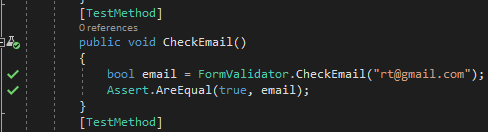 }
[TestMethod]
0 references
public void CheckEmail()
{
bool email = FormValidator.CheckEmail("rt@gmail.com");
Assert.AreEqual(true, email);
}
[TestMethod]